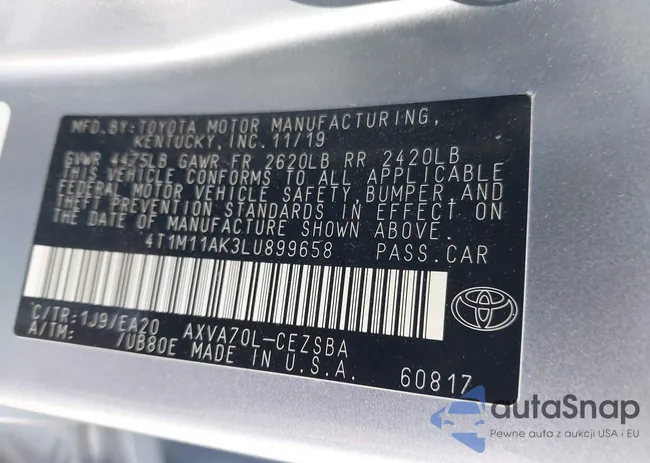 MFD.BY:TOYOTA MOTOR MANUFACTURING,
KENTUCKY, INC. 11/19
GVWR 4475LB GAWR FR 2620LB RR 2420LB
THIS VEHICLE CONFORMS TO ALL APPLICABLE
FEDERAL MOTOR VEHICLE SAFETY,BUMPER,AND
THEFT PREVENTION STANDARDS IN EFFECT ON
THE DATE OF MANUFACTURE SHOWN ABOVE.
4T1M11AK3LU899658 PASS.CAR
C/TR:1J9/EA20 AXVA70L-CEZSBA
A/TM: /UB80E MADE IN U.S.A.
60817
autaSnap
Pewne auta z aukcji USA i EU